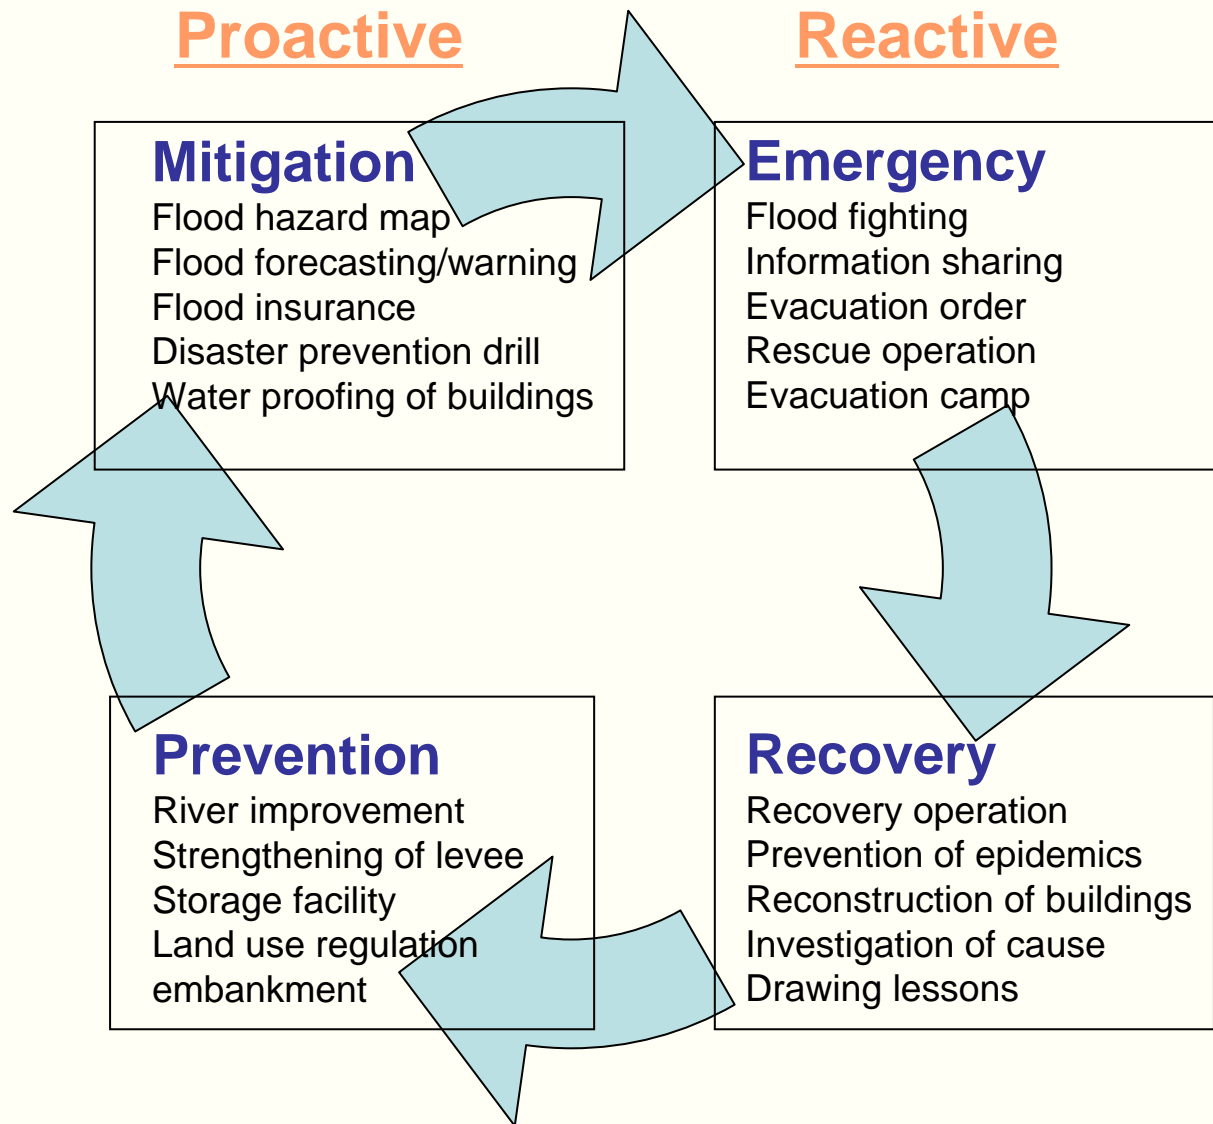 Proactive
Reactive
Mitigation
Flood hazard map
Flood forecasting/warning
Flood insurance
Disaster prevention drill
Water proofing of buildings
Emergency
Flood fighting
Information sharing
Evacuation order
Rescue operation
Evacuation camp
Prevention
River improvement
Strengthening of levee
Storage facility
Land use regulation
embankment
Recovery
Recovery operation
Prevention of epidemics
Reconstruction of buildings
Investigation of cause
Drawing lessons